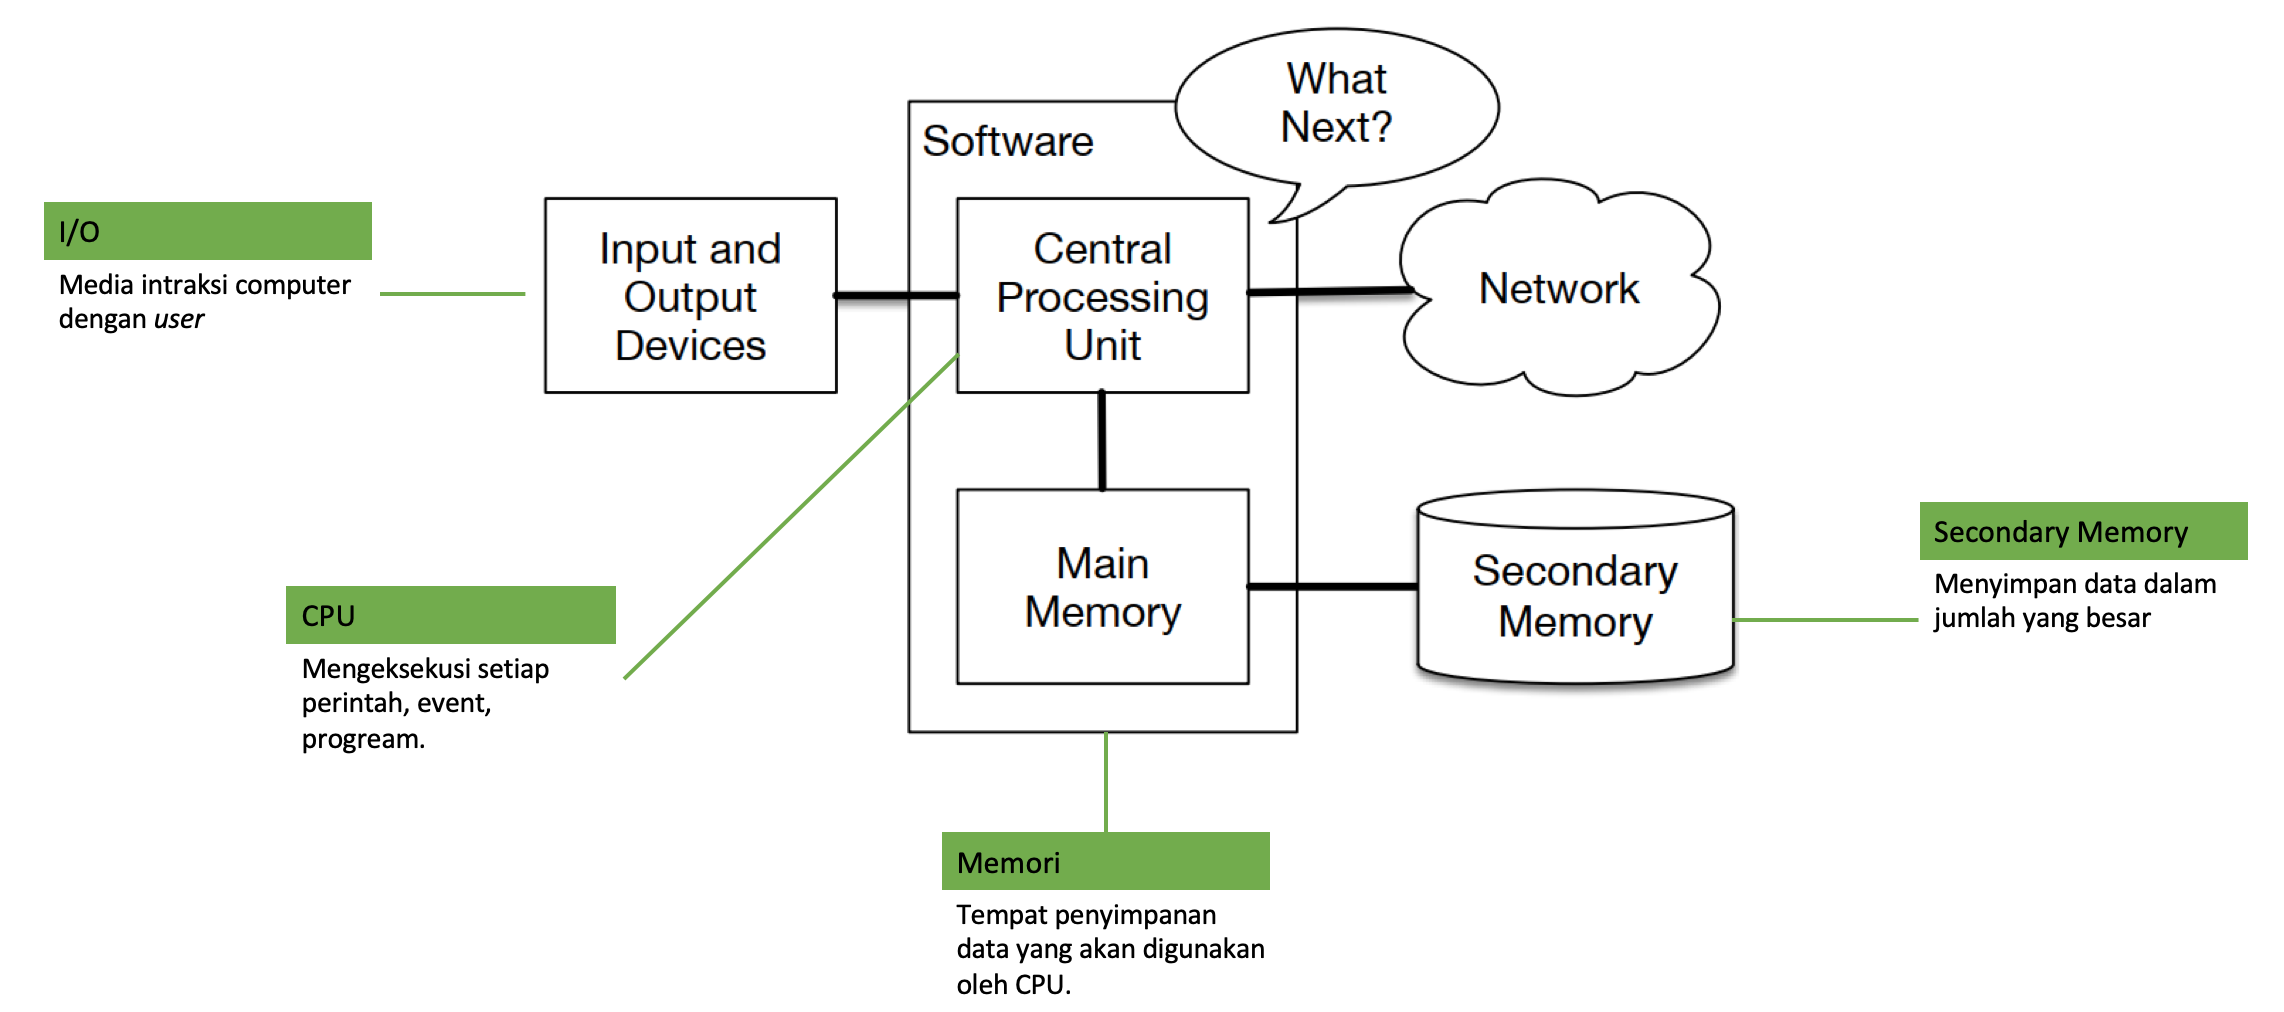 What
Next?
Software
I/O
Media intraksi computer
dengan user
Input and
Output
Devices
Central
Processing
Unit
Network
CPU
Mengeksekusi setiap
perintah, event,
progream.
Main
Memory
Secondary
Memory
Secondary Memory
Menyimpan data dalam
jumlah yang besar
Memori
Tempat penyimpanan
data yang akan digunakan
oleh CPU.